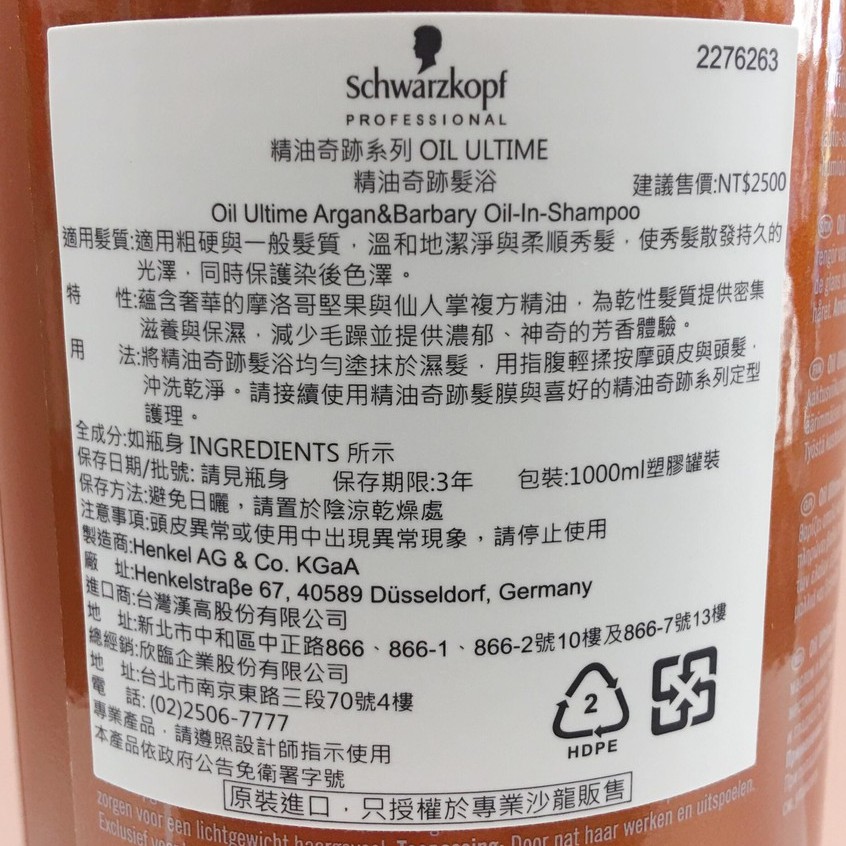 Schwarzkopf
PROFESSIONAL
2276263
精油奇跡系列 OIL ULTIME
精油奇跡髮浴
建議售價:NT$2500
Oil Ultime Argan&Barbary Oil-In-Shampoo
適用髮質:適用粗硬與一般髮質，溫和地潔淨與柔順秀髮，使秀髮散發持久的
光澤，同時保護染後色澤。
特　性:蘊含奢華的摩洛哥堅果與仙人掌複方精油，為乾性髮質提供密集
滋養與保濕，減少毛躁並提供濃郁、神奇的芳香體驗。
用　法:將精油奇跡髮浴均勻塗抹於濕髮，用指腹輕揉按摩頭皮與頭髮，
沖洗乾淨。請接續使用精油奇跡髮膜與喜好的精油奇跡系列定型
護理。
全成分:如瓶身 INGREDIENTS 所示
保存日期/批號: 請見瓶身　保存期限:3年　包裝:1000ml塑膠罐裝
保存方法:避免日曬，請置於陰涼乾燥處
注意事項:頭皮異常或使用中出現異常現象，請停止使用
製造商:Henkel AG & Co. KGaA
廠　址:Henkelstraße 67, 40589 Düsseldorf, Germany
進口商:台灣漢高股份有限公司
地　址:新北市中和區中正路866、866-1、866-2號10樓及866-7號13樓
總經銷:欣臨企業股份有限公司
地　址:台北市南京東路三段70號4樓
電　話: (02)2506-7777
專業產品，請遵照設計師指示使用
本產品依政府公告免衛署字號
2
HDPE
原裝進口，只授權於專業沙龍販售
zorgen voor een lichtgewicht
Door nat haar werken en uitspoelen.